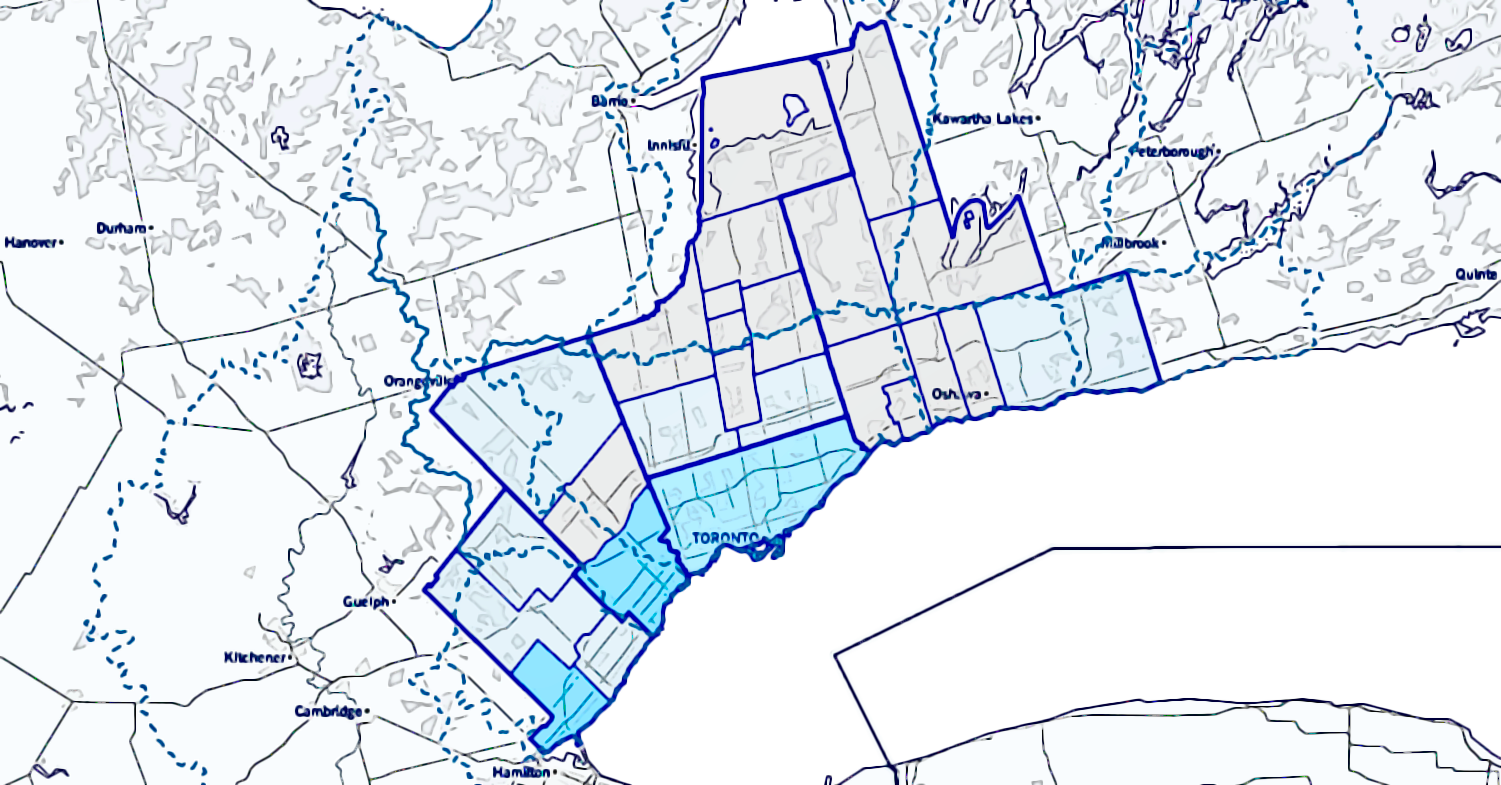 Barrie
Innisfil
Kawartha Lakes
Peterborough
Hanover
Durham
Millbrook
Quinte
Orangeville
Oshawa
TORONTO
Guelph
Kitchener
Cambridge
Hamilton